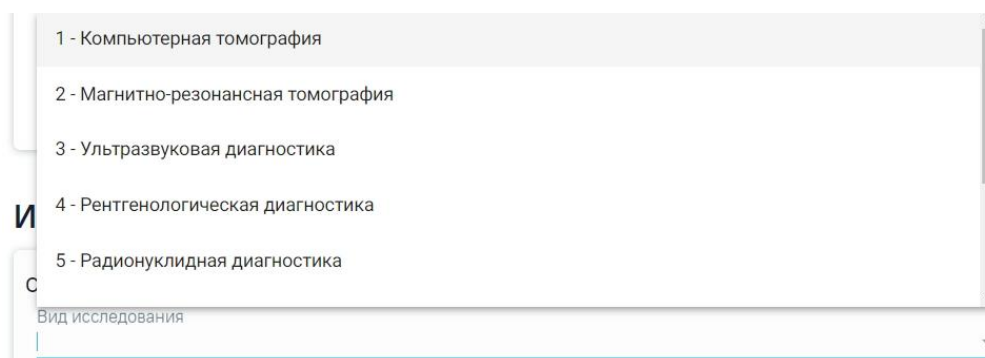 1 - Компьютерная томография
2 - Магнитно-резонансная томография
3 - Ультразвуковая диагностика
4 - Рентгенологическая диагностика
И
5 - Радионуклидная диагностика
О
Вид исследования